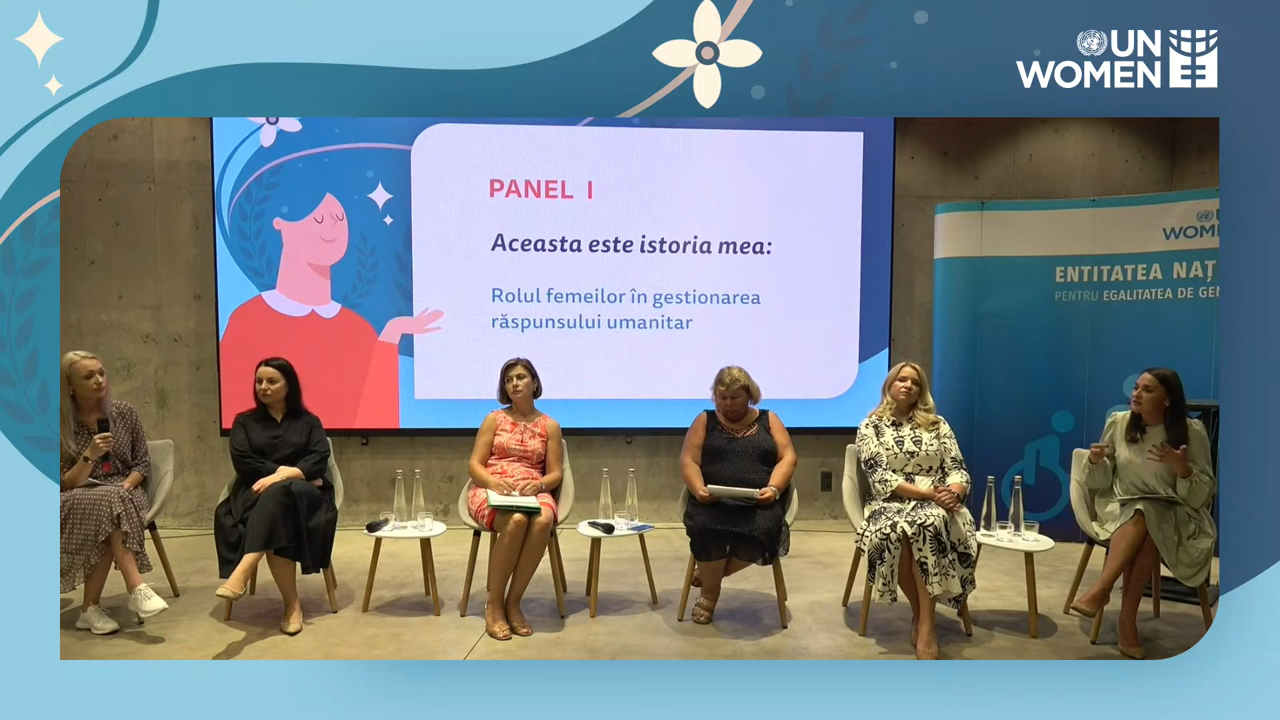 UN
WOMEN
PANEL I
Aceasta este istoria mea:
Rolul femeilor în gestionarea
răspunsului umanitar
UN
WOMEN
ENTITATEA NAȚ
PENTRU EGALITATEA DE GEN